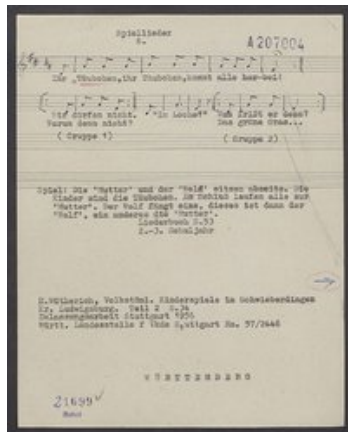 Spiellieder
6.
A 207004
Ihr Täubchen, ihr Täubchen, kommt alle her-bei!
Wir dürfen nicht. "Im Loche!" Was frißt er denn?
Warum denn nicht? Das grüne Gras...
( Gruppe 1) ( Gruppe 2)
Spiel: Die "Mutter" und der "Wolf" sitzen abseits. Die
Kinder sind die Täubchen. Am Schluß laufen alle zur
"Mutter". Der Wolf fängt eins, dieses ist dann der
"Wolf", ein anderes die "Mutter".
Liederbuch S.53
2.-3. Schuljahr
Volkstüml. Kinderspiele in Schwieberdingen
Kr. Ludwigsburg. Teil 2
Zulassungsarbeit Stuttgart 1956
Württ. Landesstelle f Vkde Stuttgart Nr. 57/2446
WÜRTTEMBERG
21699